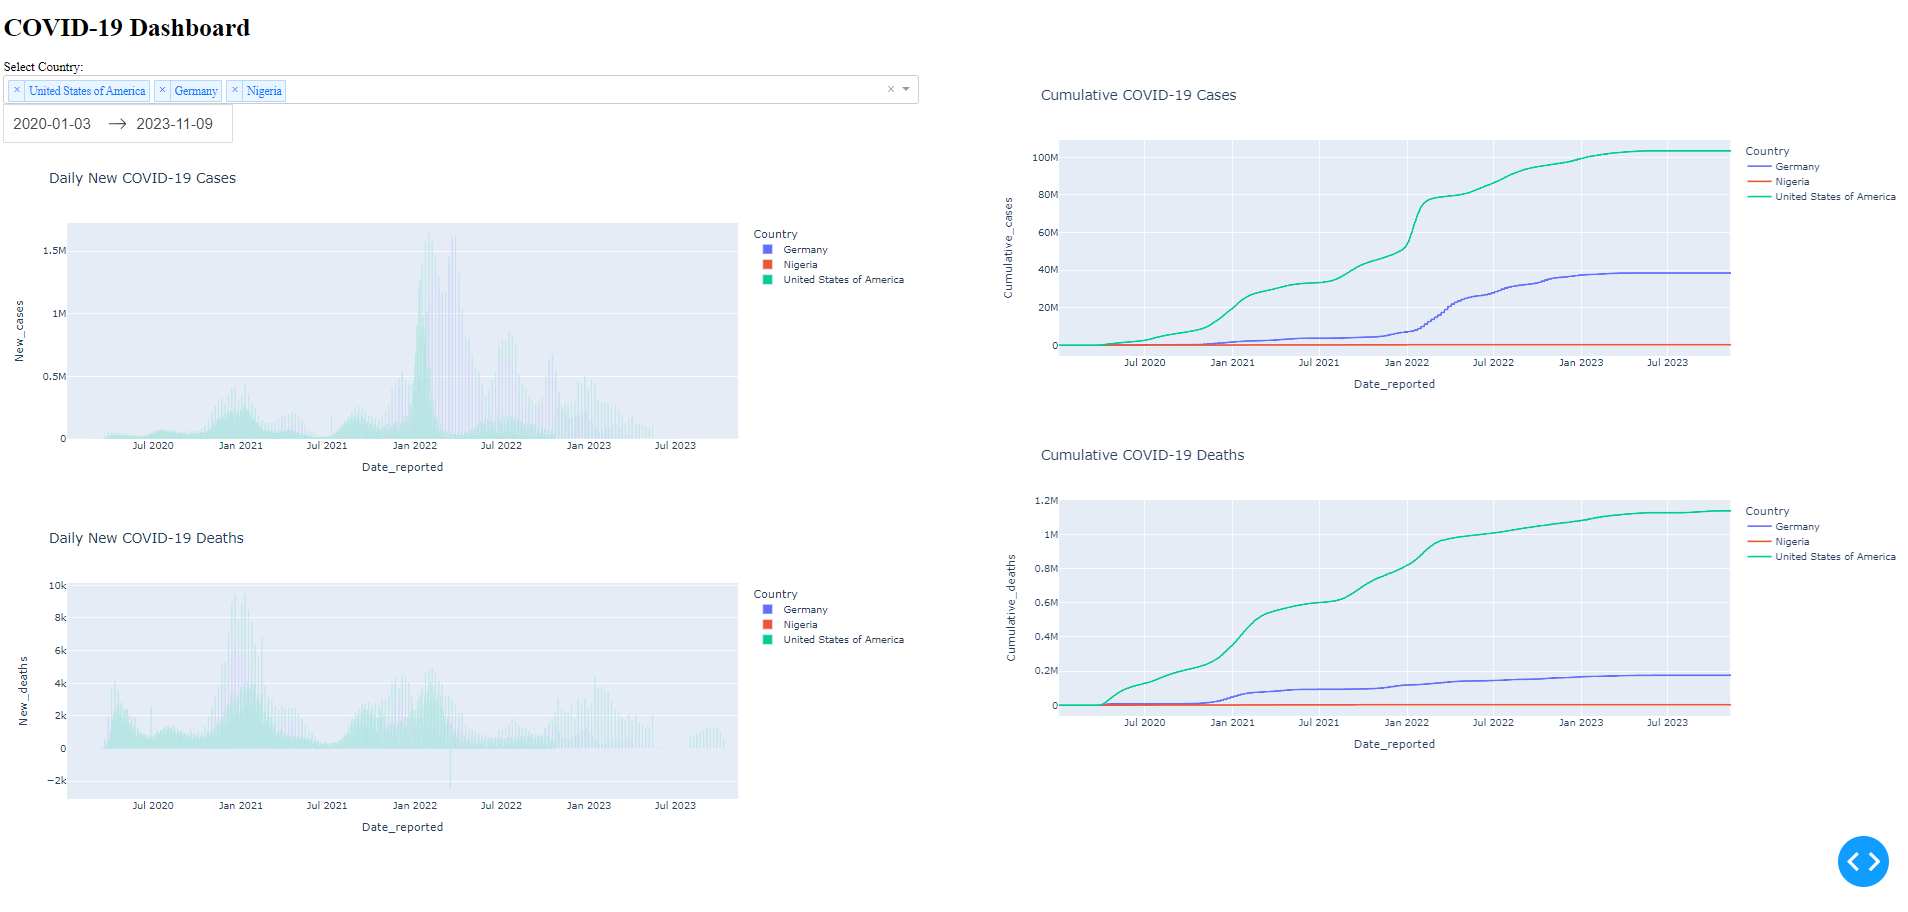 COVID-19 Dashboard
Select Country:
× United States of America × Germany × Nigeria ×
2020-01-03 → 2023-11-09
Daily New COVID-19 Cases
New_cases
1.5M
1M
0.5M
0
Jul 2020 Jan 2021 Jul 2021 Jan 2022 Jul 2022 Jan 2023 Jul 2023
Date_reported
Country
Germany
Nigeria
United States of America
Daily New COVID-19 Deaths
New_deaths
10k
8k
6k
4k
2k
0
−2k
Jul 2020 Jan 2021 Jul 2021 Jan 2022 Jul 2022 Jan 2023 Jul 2023
Date_reported
Country
Germany
Nigeria
United States of America
Cumulative COVID-19 Cases
Cumulative_cases
100M
80M
60M
40M
20M
0
Jul 2020 Jan 2021 Jul 2021 Jan 2022 Jul 2022 Jan 2023 Jul 2023
Date_reported
Country
Germany
Nigeria
United States of America
Cumulative COVID-19 Deaths
Cumulative_deaths
1.2M
1M
0.8M
0.6M
0.4M
0.2M
0
Jul 2020 Jan 2021 Jul 2021 Jan 2022 Jul 2022 Jan 2023 Jul 2023
Date_reported
Country
Germany
Nigeria
United States of America